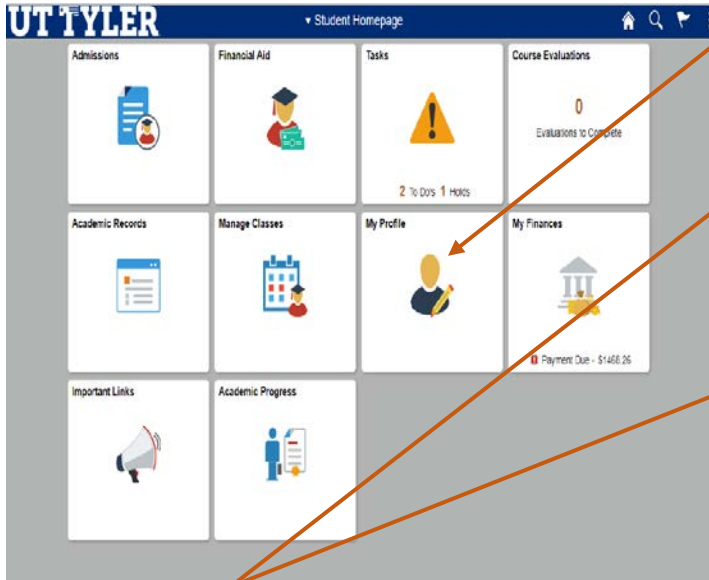 UT TYLER
▾ Student Homepage
Admissions
Financial Aid
Tasks
2 To Do's 1 Holds
Course Evaluations
0
Evaluations to Complete
Academic Records
Manage Classes
My Profile
My Finances
Payment Due - $1468.26
Important Links
Academic Progress